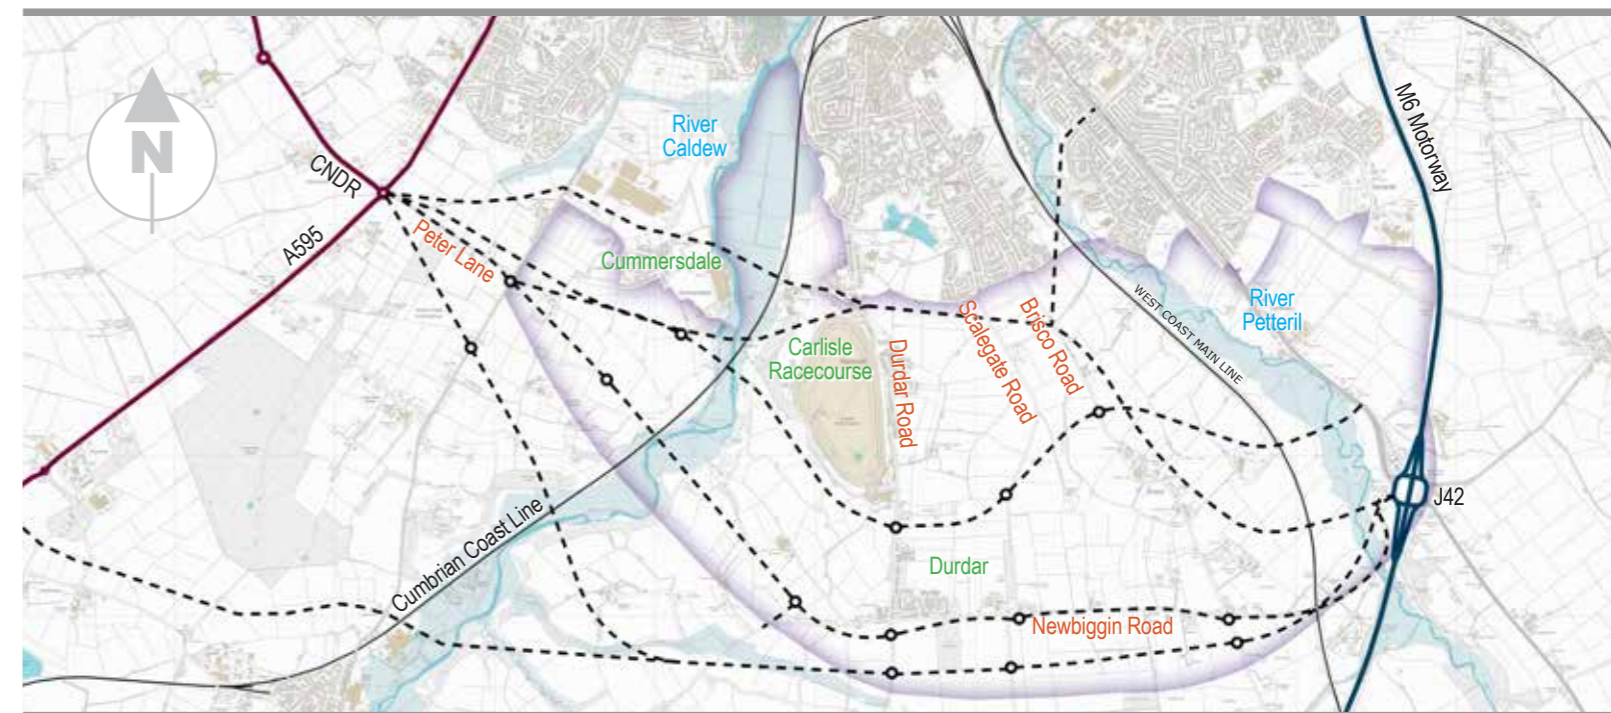 N
CNDR
A595
Peter Lane
River
Caldew
Cummersdale
Carlisle
Racecourse
Durdar Road
Scalegate Road
Brisco Road
WEST COAST MAIN LINE
River
Petteril
M6 Motorway
J42
Cumbrian Coast Line
Durdar
Newbiggin Road